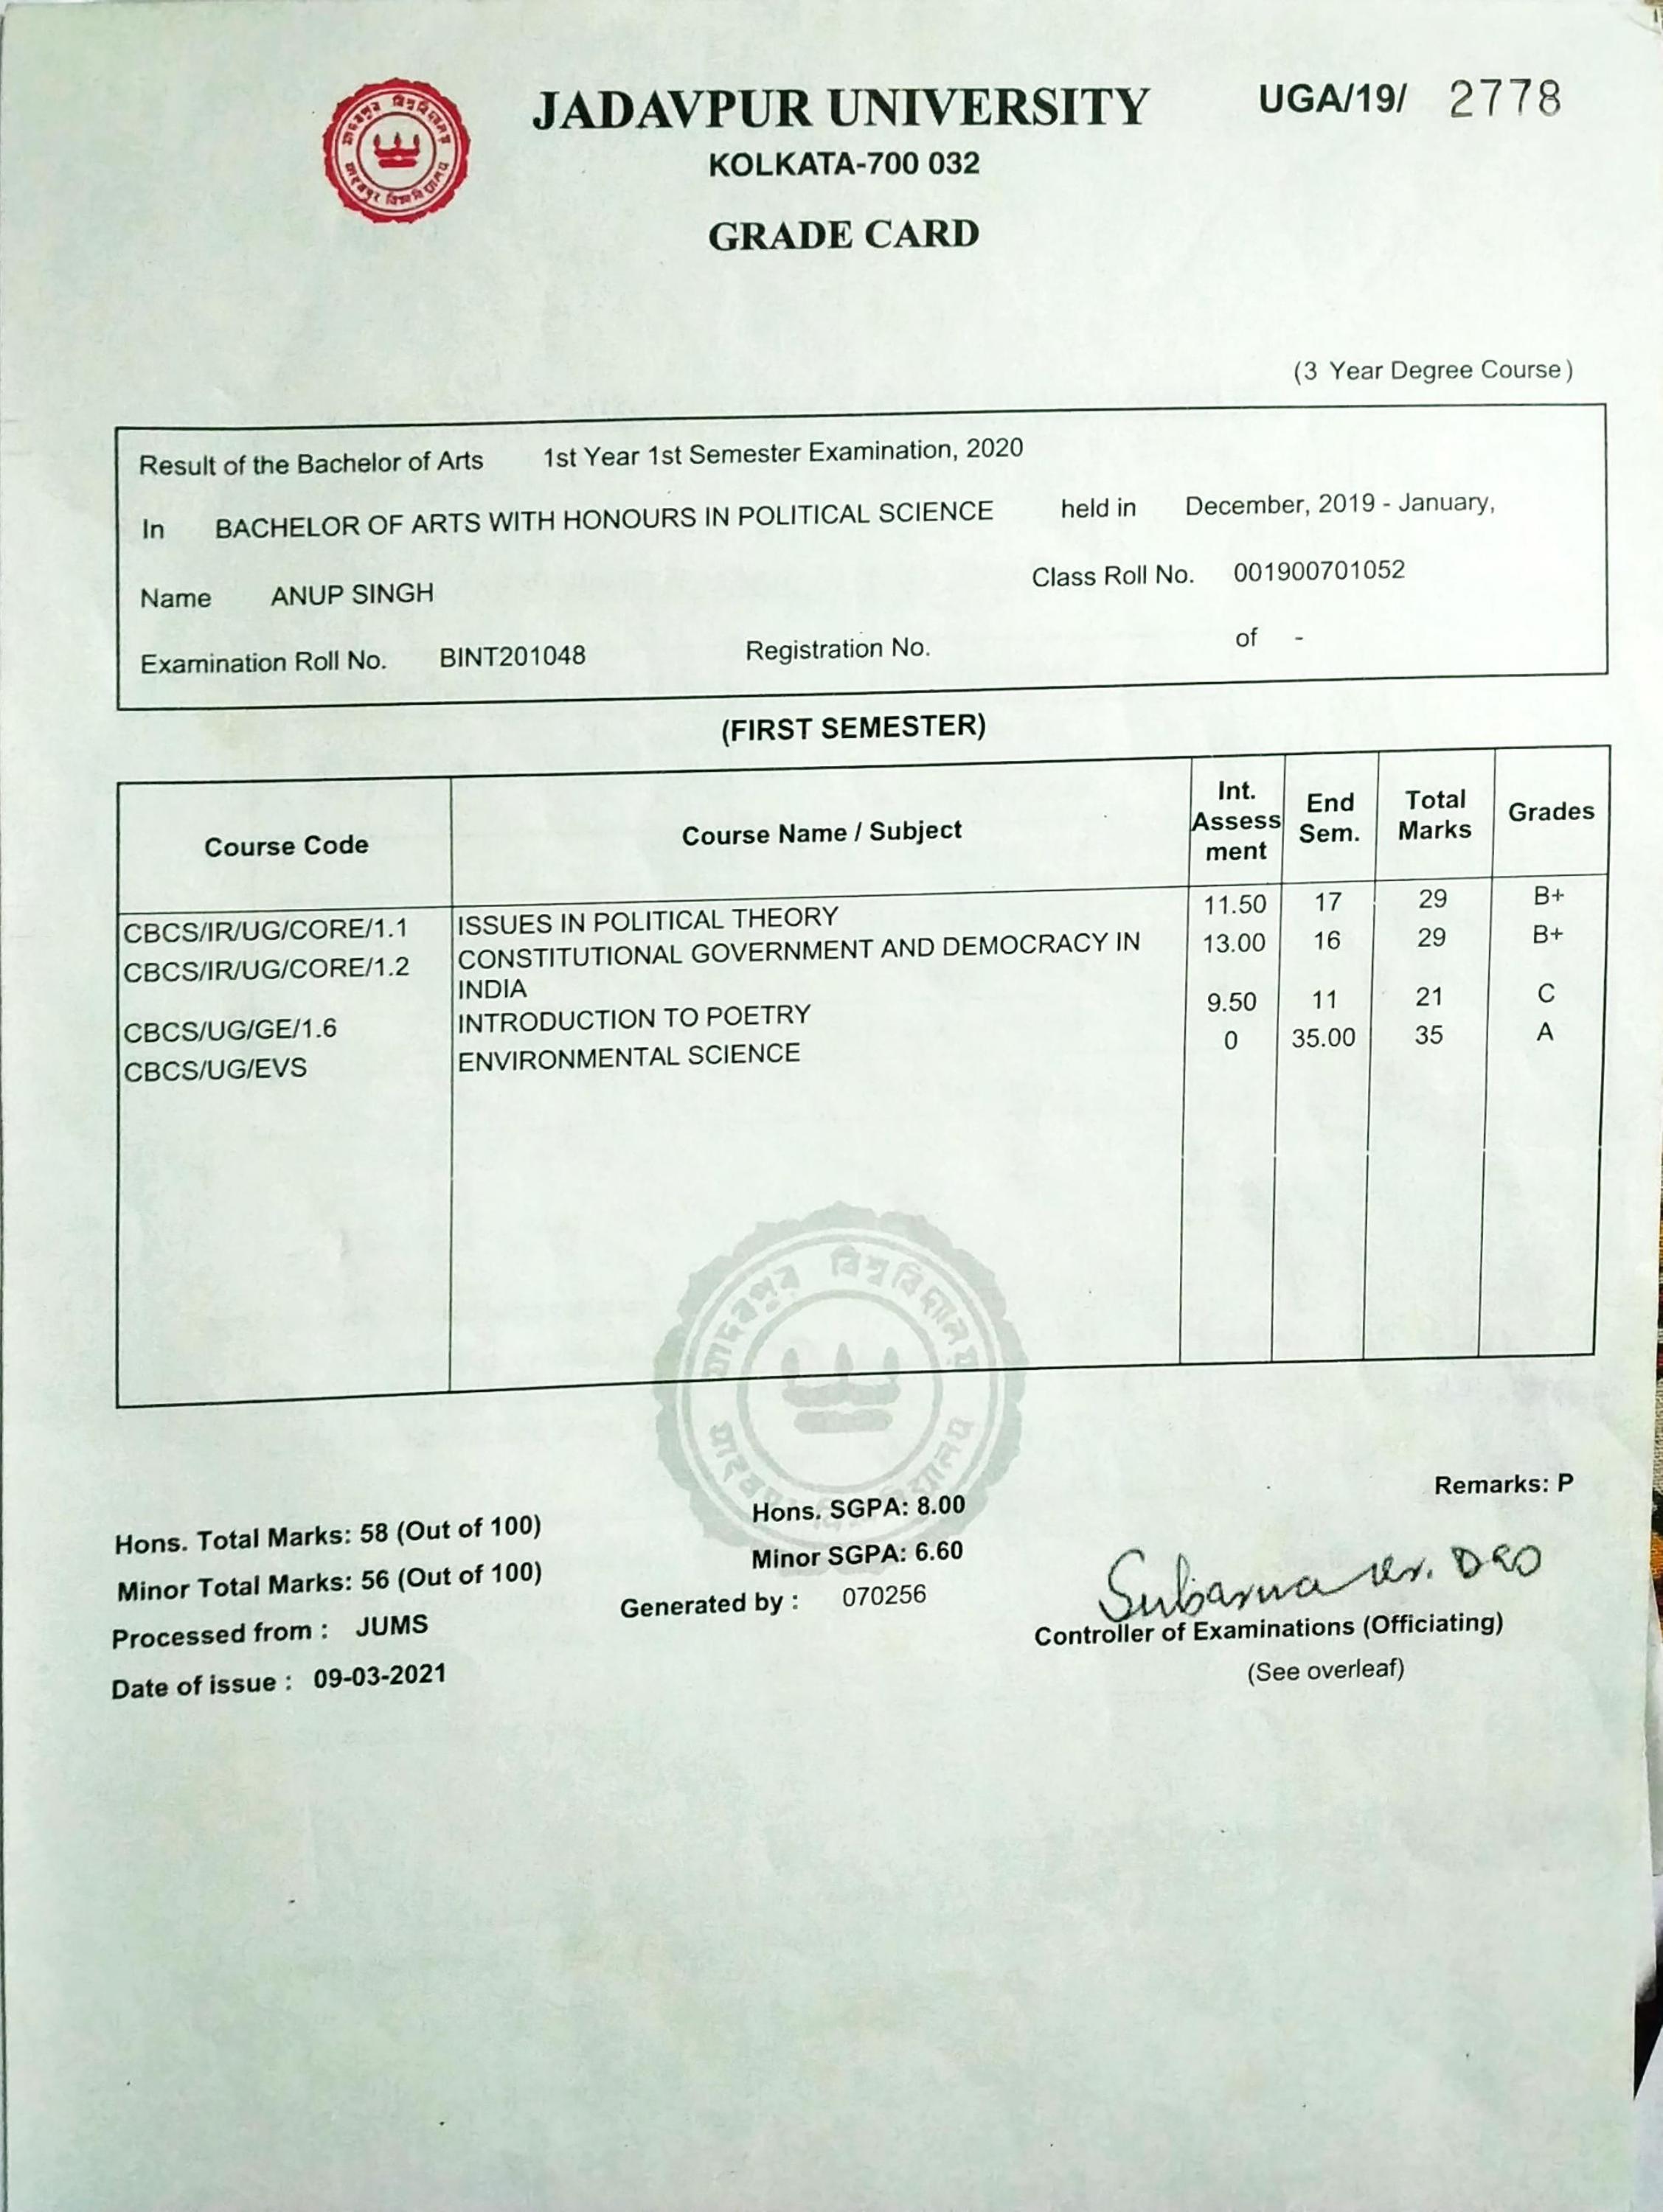 যাদবপুর বিশ্ববিদ্যালয়
JADAVPUR UNIVERSITY
UGA/19/ 2778
KOLKATA-700 032
GRADE CARD
(3 Year Degree Course)
Result of the Bachelor of Arts 1st Year 1st Semester Examination, 2020
In BACHELOR OF ARTS WITH HONOURS IN POLITICAL SCIENCE held in December, 2019 - January,
Name ANUP SINGH Class Roll No. 001900701052
Examination Roll No. BINT201048 Registration No. of -
(FIRST SEMESTER)
Course Code Course Name / Subject Int. Assess ment End Sem. Total Marks Grades
CBCS/IR/UG/CORE/1.1 ISSUES IN POLITICAL THEORY 11.50 17 29 B+
CBCS/IR/UG/CORE/1.2 CONSTITUTIONAL GOVERNMENT AND DEMOCRACY IN 13.00 16 29 B+
INDIA
CBCS/UG/GE/1.6 INTRODUCTION TO POETRY 9.50 11 21 C
CBCS/UG/EVS ENVIRONMENTAL SCIENCE 0 35.00 35 A
যাদবপুর বিশ্ববিদ্যালয়
Remarks: P
Hons. Total Marks: 58 (Out of 100) Hons. SGPA: 8.00
Minor Total Marks: 56 (Out of 100) Minor SGPA: 6.60
Processed from : JUMS Generated by : 070256
Controller of Examinations (Officiating)
Date of issue : 09-03-2021
(See overleaf)